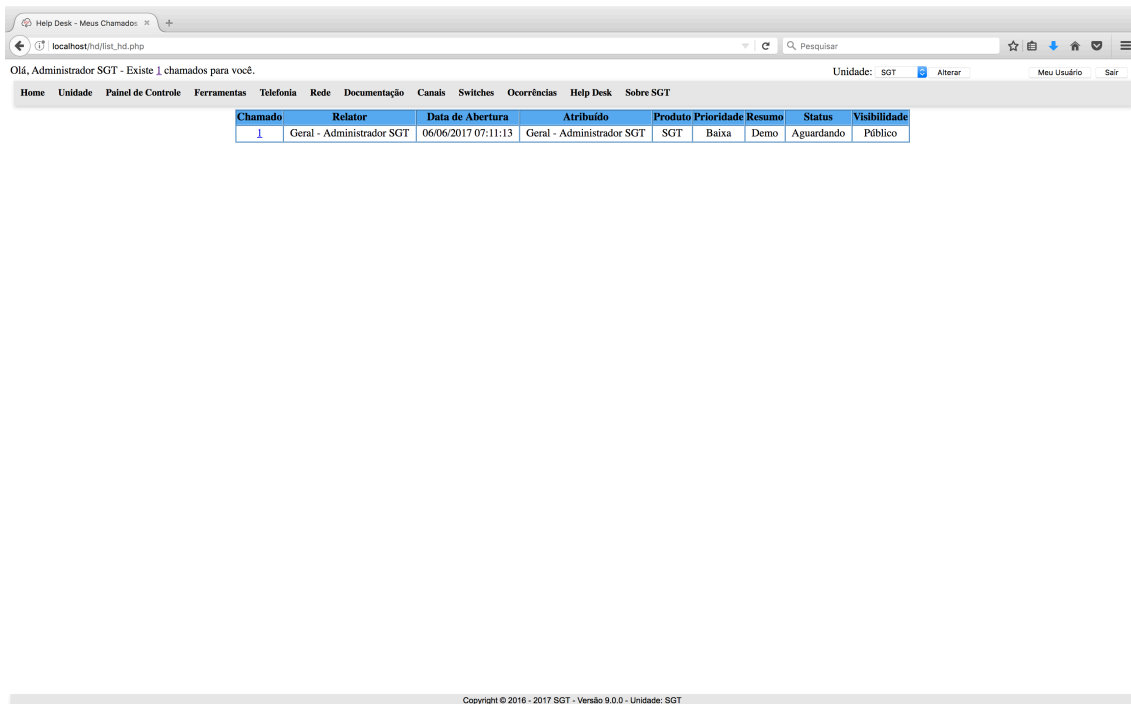 Help Desk - Meus Chamados
localhost/hd/list_hd.php
Pesquisar
Olá, Administrador SGT - Existe 1 chamados para você.
Unidade: SGT Alterar Meu Usuário Sair
Home Unidade Painel de Controle Ferramentas Telefonia Rede Documentação Canais Switches Ocorrências Help Desk Sobre SGT
Chamado Relator Data de Abertura Atribuído Produto Prioridade Resumo Status Visibilidade
1 Geral - Administrador SGT 06/06/2017 07:11:13 Geral - Administrador SGT SGT Baixa Demo Aguardando Público
Copyright © 2016 - 2017 SGT - Versão 9.0.0 - Unidade: SGT